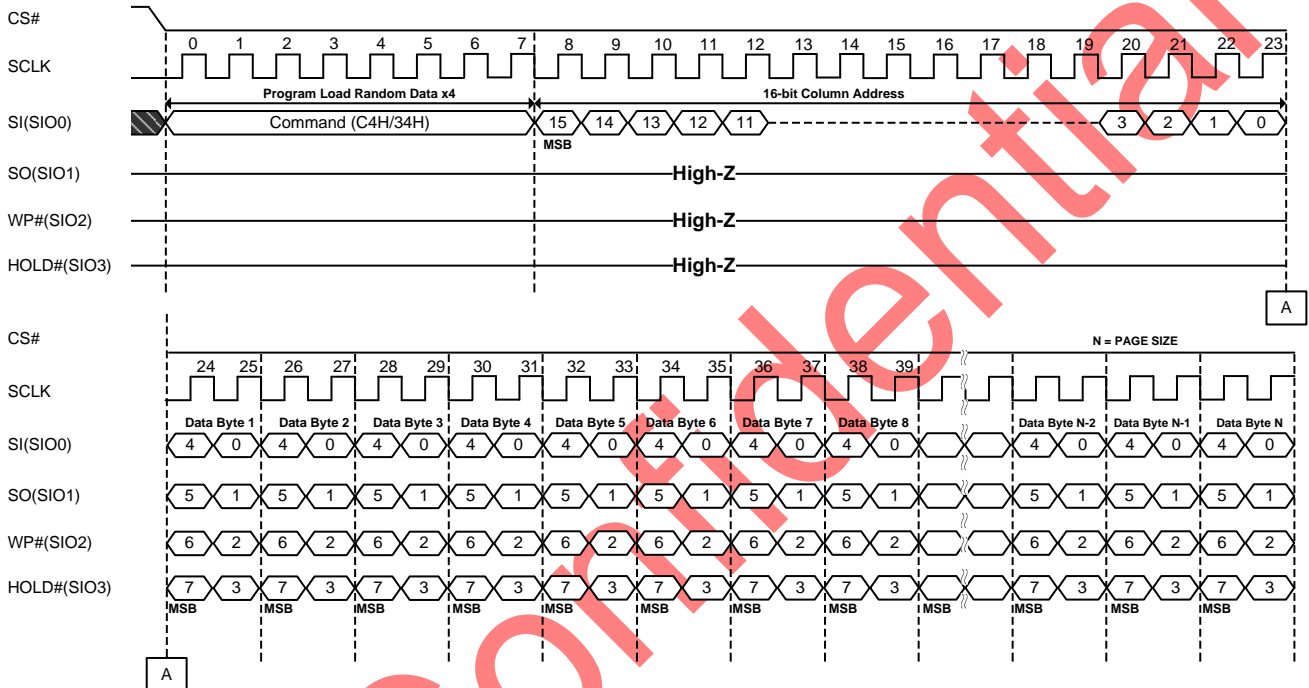 CS#
0 1 2 3 4 5 6 7 8 9 10 11 12 13 14 15 16 17 18 19 20 21 22 23
SCLK
Program Load Random Data x4 16-bit Column Address
SI(SIO0) Command (C4H/34H) 15 14 13 12 11 3 2 1 0
MSB
SO(SIO1) High-Z
WP#(SIO2) High-Z
HOLD#(SIO3) High-Z
A
CS#
N = PAGE SIZE
24 25 26 27 28 29 30 31 32 33 34 35 36 37 38 39
SCLK
Data Byte 1 Data Byte 2 Data Byte 3 Data Byte 4 Data Byte 5 Data Byte 6 Data Byte 7 Data Byte 8 Data Byte N-2 Data Byte N-1 Data Byte N
SI(SIO0) 4 0 4 0 4 0 4 0 4 0 4 0 4 0 4 0 4 0 4 0 4 0
SO(SIO1) 5 1 5 1 5 1 5 1 5 1 5 1 5 1 5 1 5 1 5 1 5 1
WP#(SIO2) 6 2 6 2 6 2 6 2 6 2 6 2 6 2 6 2 6 2 6 2 6 2
HOLD#(SIO3) 7 3 7 3 7 3 7 3 7 3 7 3 7 3 7 3 7 3 7 3 7 3
MSB MSB MSB MSB MSB MSB MSB MSB MSB MSB MSB MSB
A
Confidential